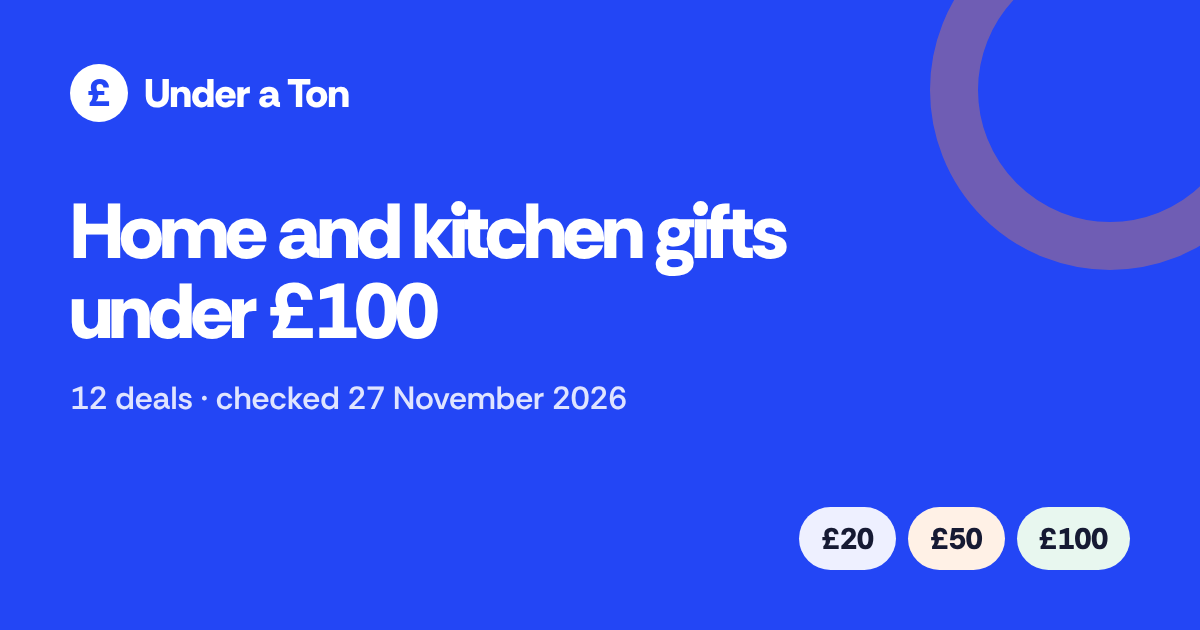 £ Under a Ton
Home and kitchen gifts
under £100
12 deals · checked 27 November 2026
£20 £50 £100